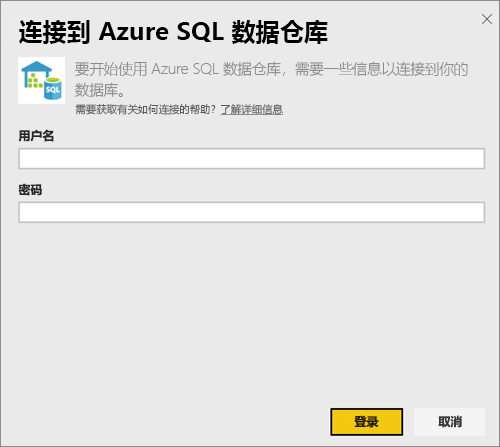 连接到 Azure SQL 数据仓库
要开始使用 Azure SQL 数据仓库，需要一些信息以连接到你的
数据库。
SQL
需要获取有关如何连接的帮助？了解详细信息
用户名
密码
登录
取消